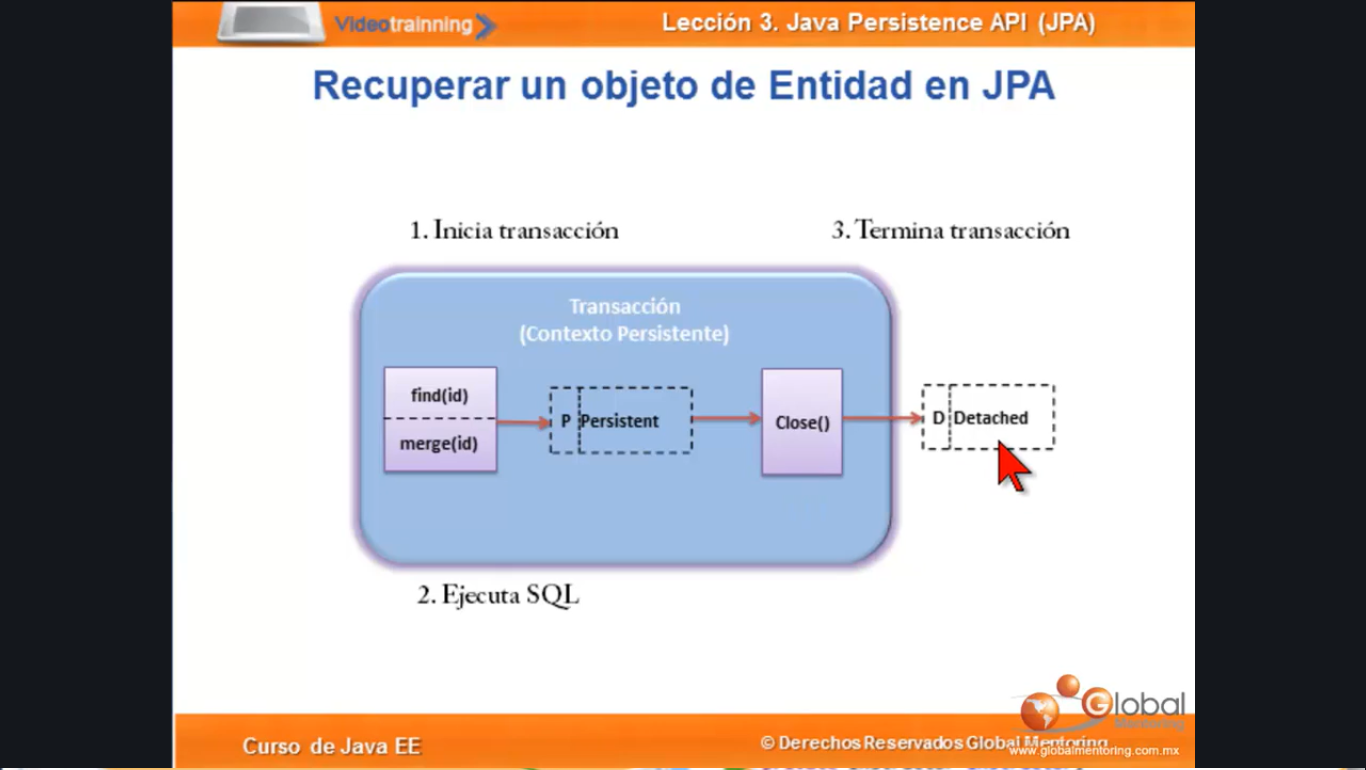 Videotrainning
Lección 3. Java Persistence API (JPA)
Recuperar un objeto de Entidad en JPA
1. Inicia transacción
3. Termina transacción
Transacción
(Contexto Persistente)
find(id)
merge(id)
P Persistent
Close()
D Detached
2. Ejecuta SQL
Global
Mentoring
Curso de Java EE
© Derechos Reservados Global Mentoring
www.globalmentoring.com.mx